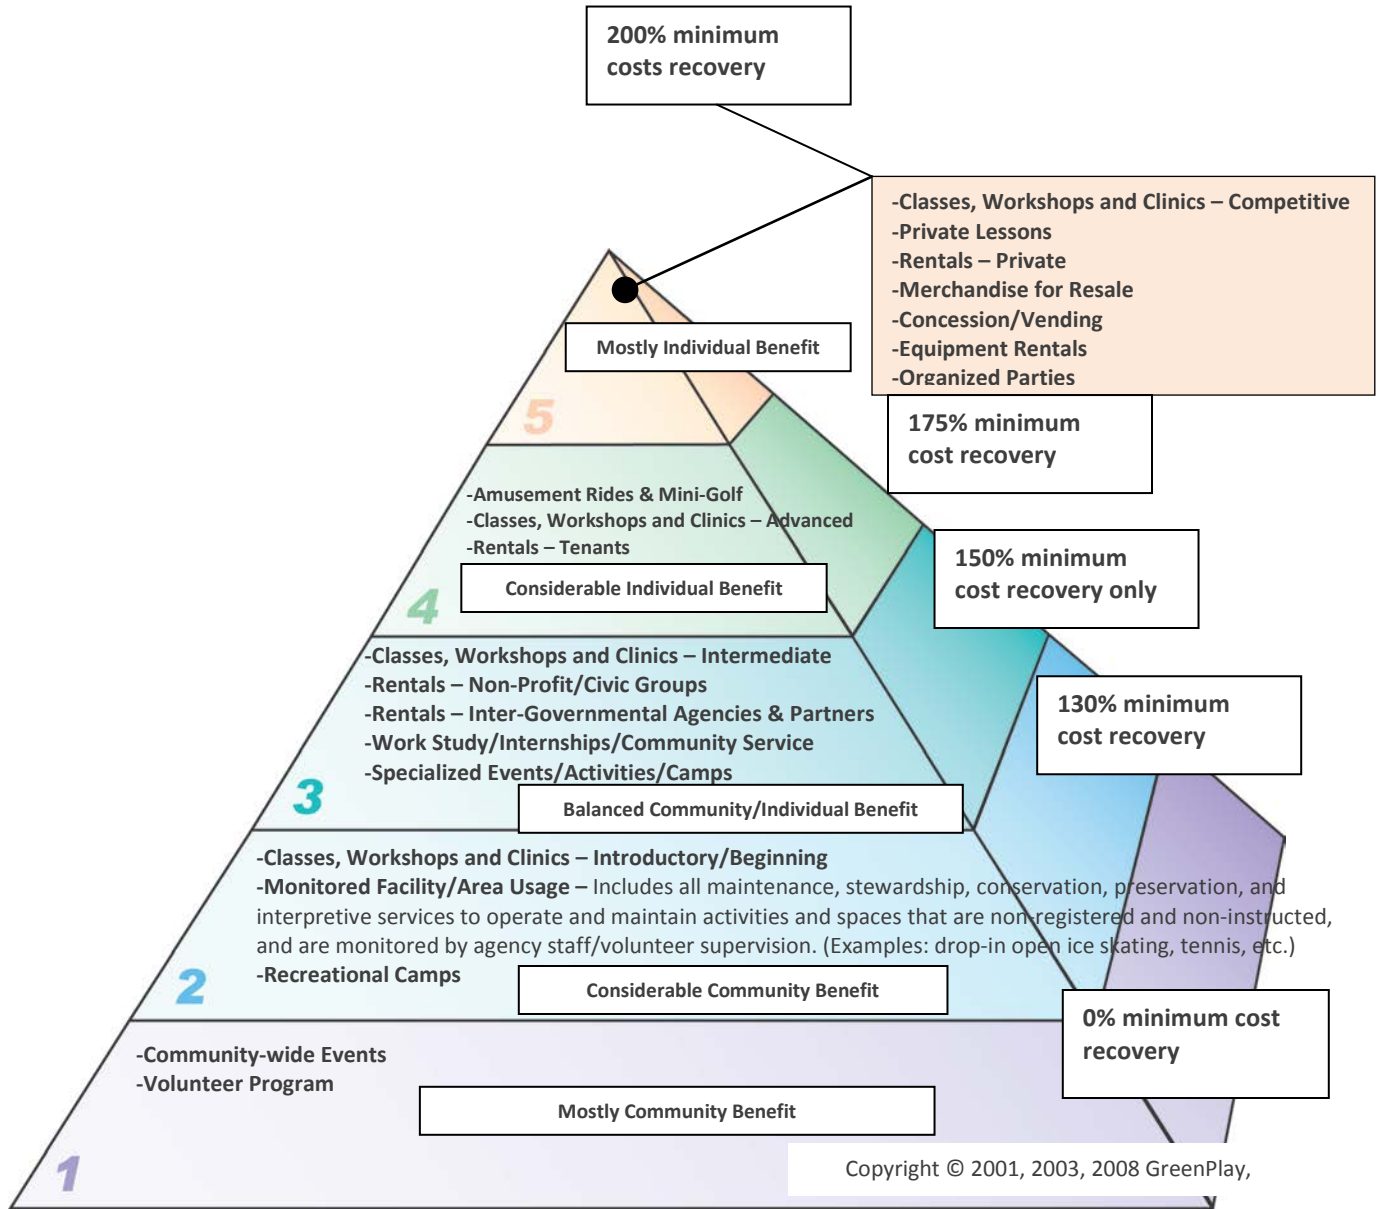 200% minimum
costs recovery
-Classes, Workshops and Clinics – Competitive
-Private Lessons
-Rentals – Private
-Merchandise for Resale
-Concession/Vending
-Equipment Rentals
-Organized Parties
Mostly Individual Benefit
5
175% minimum
cost recovery
-Amusement Rides & Mini-Golf
-Classes, Workshops and Clinics – Advanced
-Rentals – Tenants
Considerable Individual Benefit
4
150% minimum
cost recovery only
-Classes, Workshops and Clinics – Intermediate
-Rentals – Non-Profit/Civic Groups
-Rentals – Inter-Governmental Agencies & Partners
-Work Study/Internships/Community Service
-Specialized Events/Activities/Camps
Balanced Community/Individual Benefit
3
130% minimum
cost recovery
-Classes, Workshops and Clinics – Introductory/Beginning
-Monitored Facility/Area Usage – Includes all maintenance, stewardship, conservation, preservation, and
interpretive services to operate and maintain activities and spaces that are non-registered and non-instructed,
and are monitored by agency staff/volunteer supervision. (Examples: drop-in open ice skating, tennis, etc.)
-Recreational Camps
Considerable Community Benefit
2
0% minimum cost
recovery
-Community-wide Events
-Volunteer Program
Mostly Community Benefit
1
Copyright © 2001, 2003, 2008 GreenPlay,